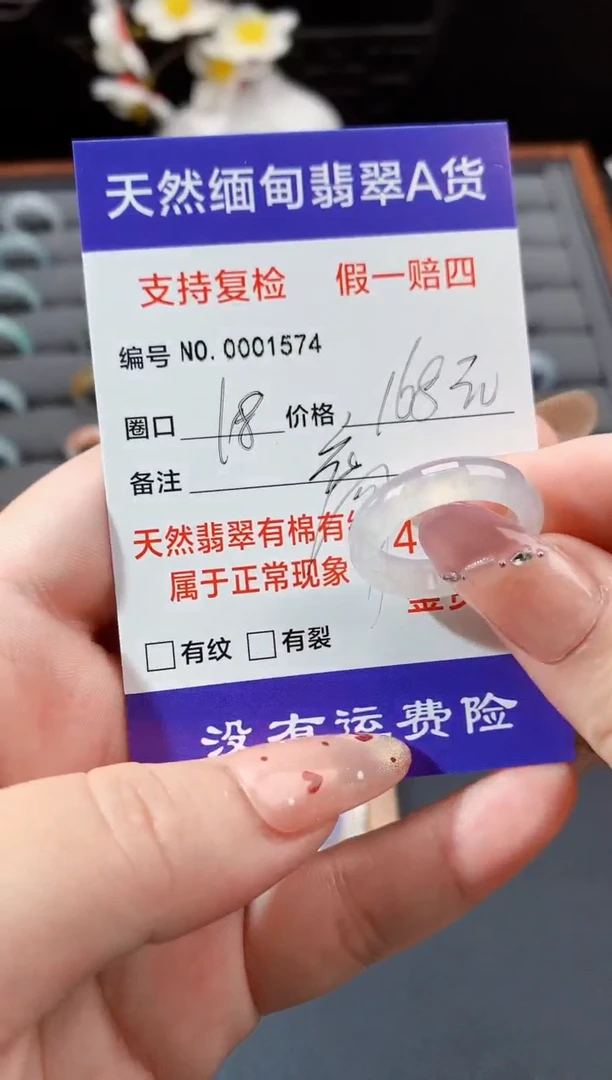 天然缅甸翡翠A货
支持复检 假一赔四
编号 NO.0001574
圈口 18 价格 168元
备注
天然翡翠有棉有 4
属于正常现象
有纹 有裂
没有运费险